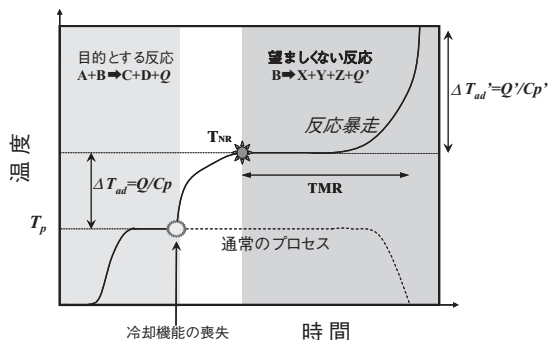 目的とする反応
A+B➡C+D+Q
望ましくない反応
B➡X+Y+Z+Q'
ΔTad'=Q'/Cp'
反応暴走
TNR
温度
ΔTad=Q/Cp
TMR
Tp
通常のプロセス
冷却機能の喪失
時間